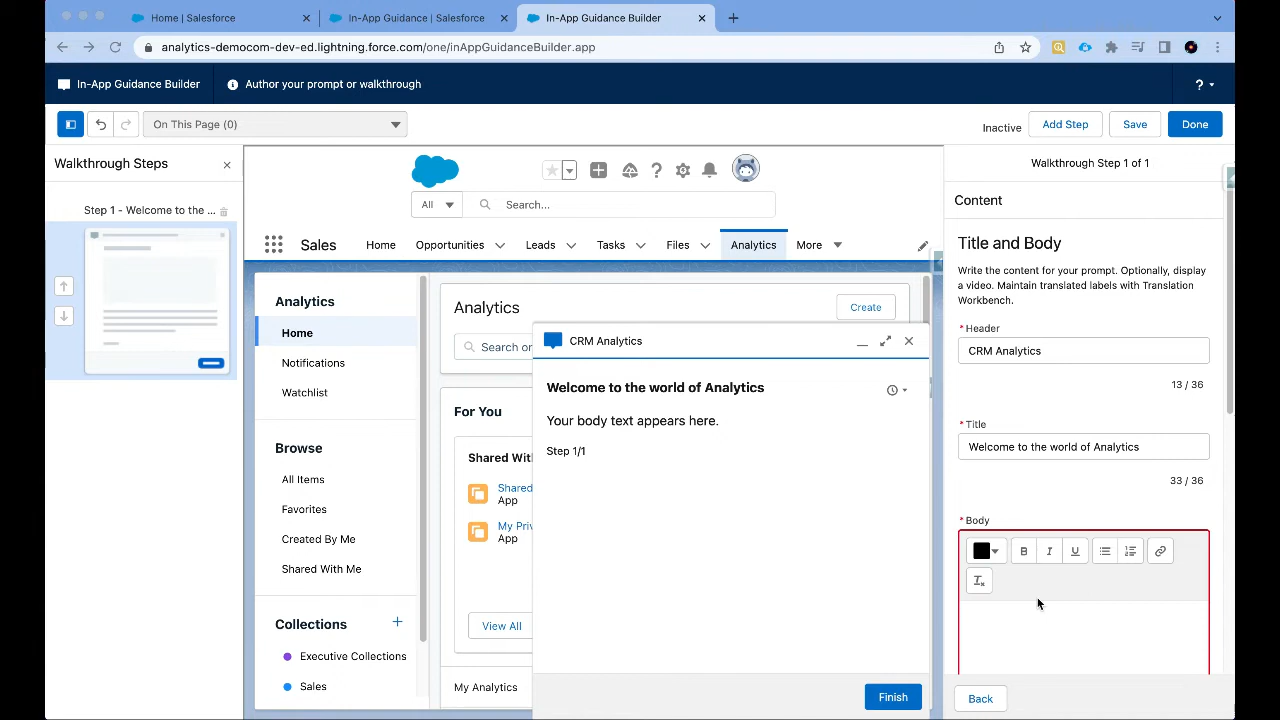 Home | Salesforce
In-App Guidance | Salesforce
In-App Guidance Builder
analytics-democom-dev-ed.lightning.force.com/one/inAppGuidanceBuilder.app
In-App Guidance Builder
Author your prompt or walkthrough
?
On This Page (0)
Inactive
Add Step
Save
Done
Walkthrough Steps
Step 1 - Welcome to the ...
All
Search...
Sales
Home
Opportunities
Leads
Tasks
Files
Analytics
More
Analytics
Home
Notifications
Watchlist
Browse
All Items
Favorites
Created By Me
Shared With Me
Collections
Executive Collections
Sales
Analytics
Create
Search or
For You
Shared Wit
Shared
App
My Priv
App
View All
My Analytics
CRM Analytics
Welcome to the world of Analytics
Your body text appears here.
Step 1/1
Finish
Walkthrough Step 1 of 1
Content
Title and Body
Write the content for your prompt. Optionally, display
a video. Maintain translated labels with Translation
Workbench.
* Header
CRM Analytics
13 / 36
* Title
Welcome to the world of Analytics
33 / 36
* Body
B I U
Back